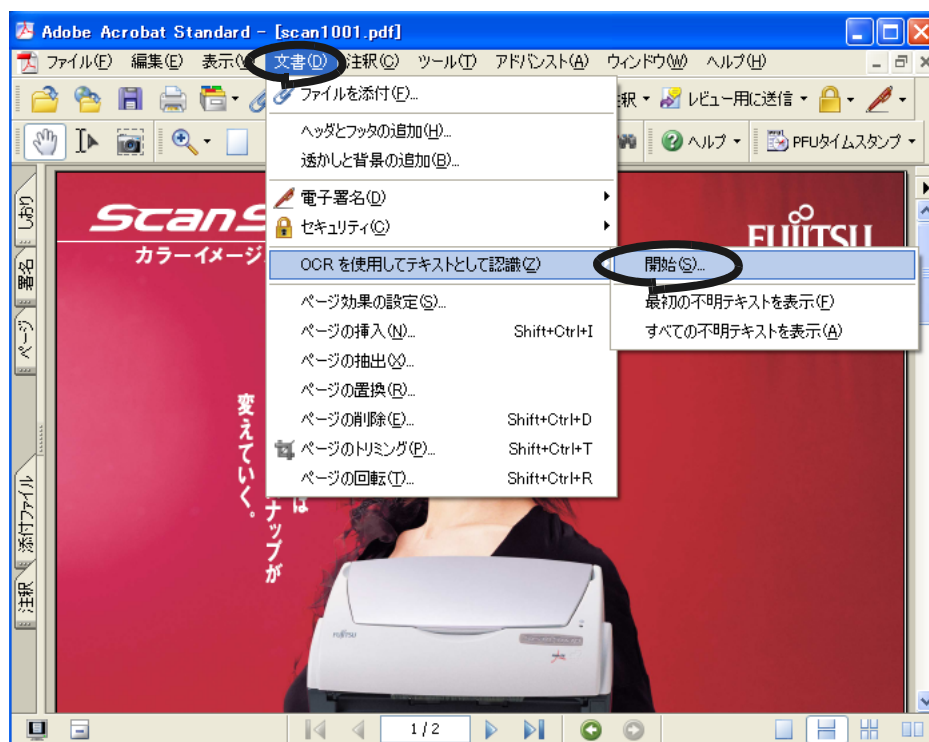 Adobe Acrobat Standard - [scan1001.pdf]
ファイル(F) 編集(E) 表示(V) 文書(D) 注釈(C) ツール(T) アドバンスト(A) ウィンドウ(W) ヘルプ(H)
ファイルを添付(F)...
ヘッダとフッタの追加(H)...
透かしと背景の追加(B)...
電子署名(D)
セキュリティ(C)
OCR を使用してテキストとして認識(Z)
ページ効果の設定(S)...
ページの挿入(N)... Shift+Ctrl+I
ページの抽出(X)...
ページの置換(R)...
ページの削除(E)... Shift+Ctrl+D
ページのトリミング(P)... Shift+Ctrl+T
ページの回転(T)... Shift+Ctrl+R
開始(S)...
最初の不明テキストを表示(F)
すべての不明テキストを表示(A)
釈 レビュー用に送信
ヘルプ PFUタイムスタンプ
しおり
署名
ページ
添付ファイル
注釈
ScanS
カラーイメージ
FUJITSU
は
ナップが
変えていく。
FUJITSU
1 / 2